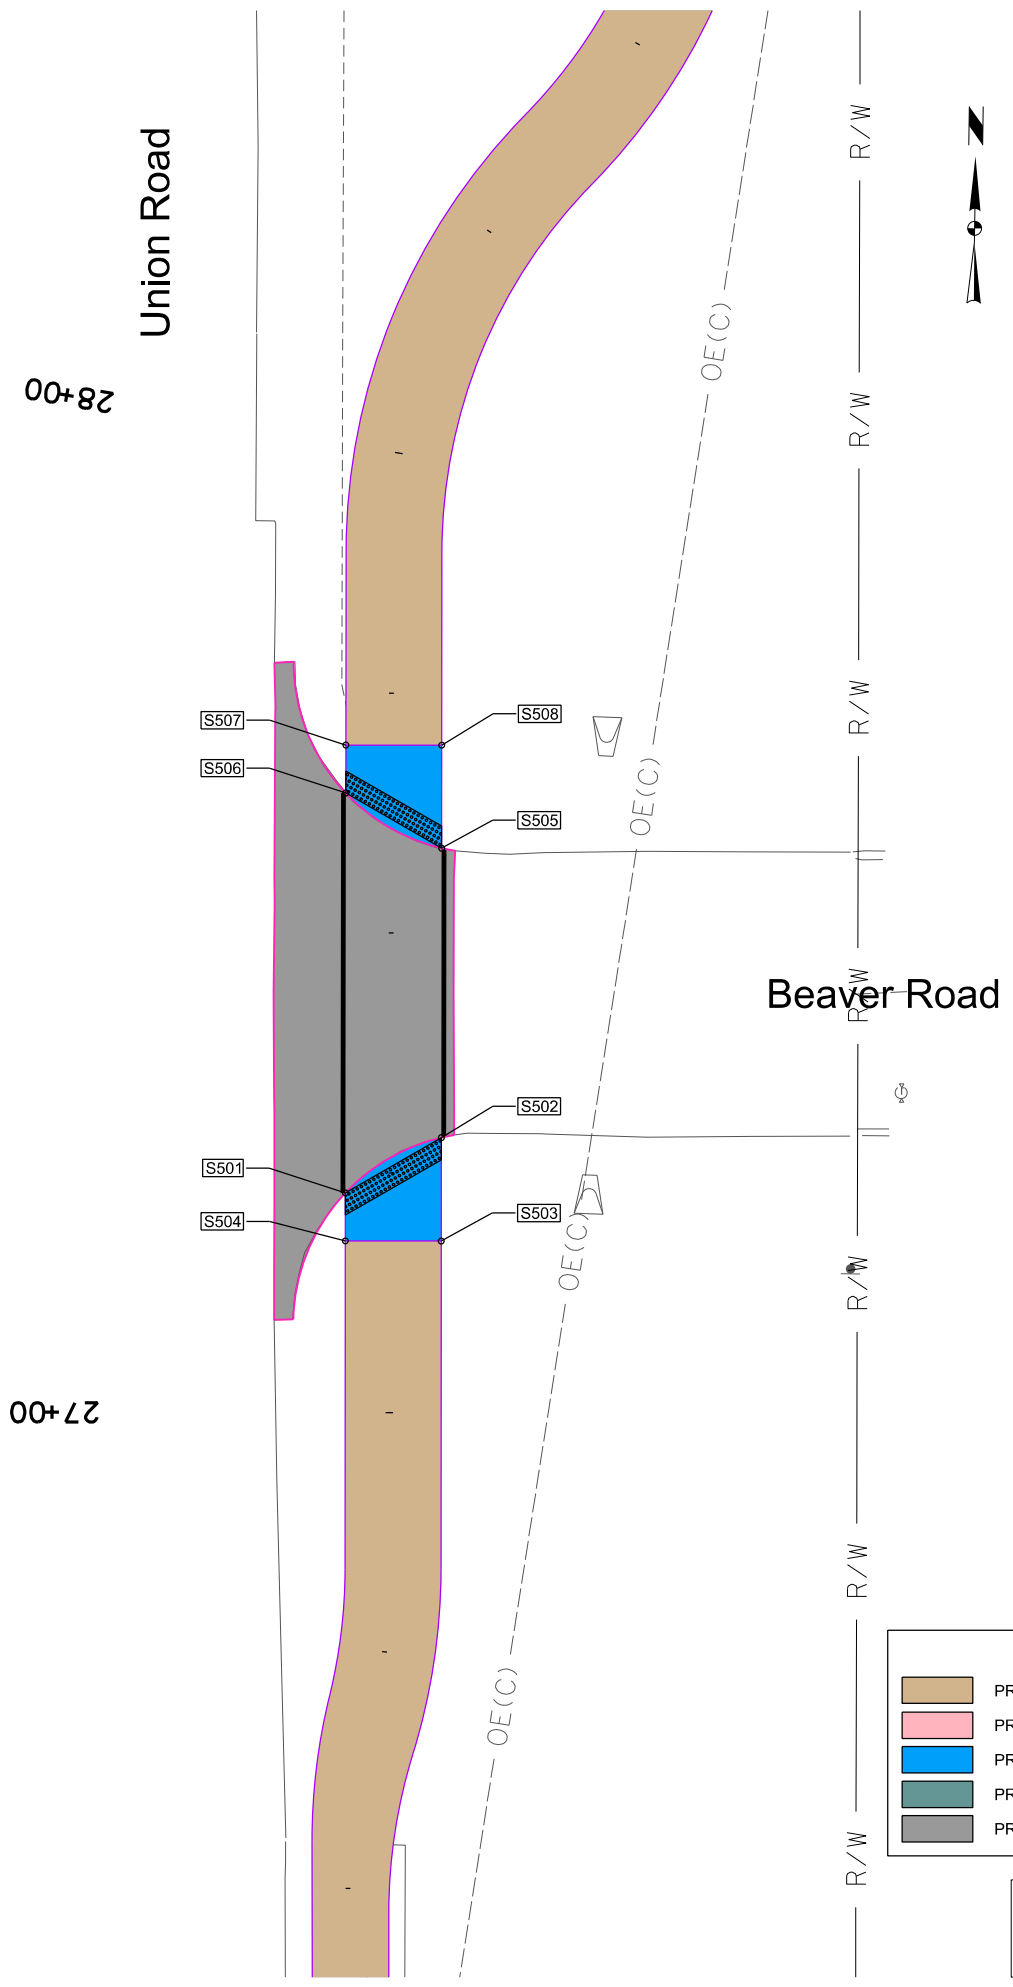 N
R/W
Union Road
OE(C)
28+00
R/W
R/W
S507
S508
S506
OE(C)
S505
R/W
Beaver Road
S502
S501
S504
S503
OE(C)
R/W
27+00
R/W
OE(C)
PR
PR
PR
PR
PR
R/W